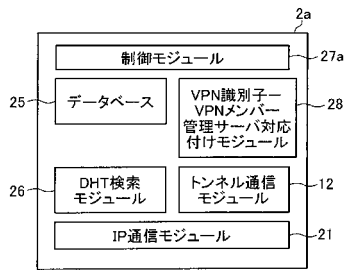 2a
制御モジュール
27a
25
データベース
VPN識別子ー
VPNメンバー
管理サーバ対応
付けモジュール
28
26
DHT検索
モジュール
トンネル通信
モジュール
12
IP通信モジュール
21